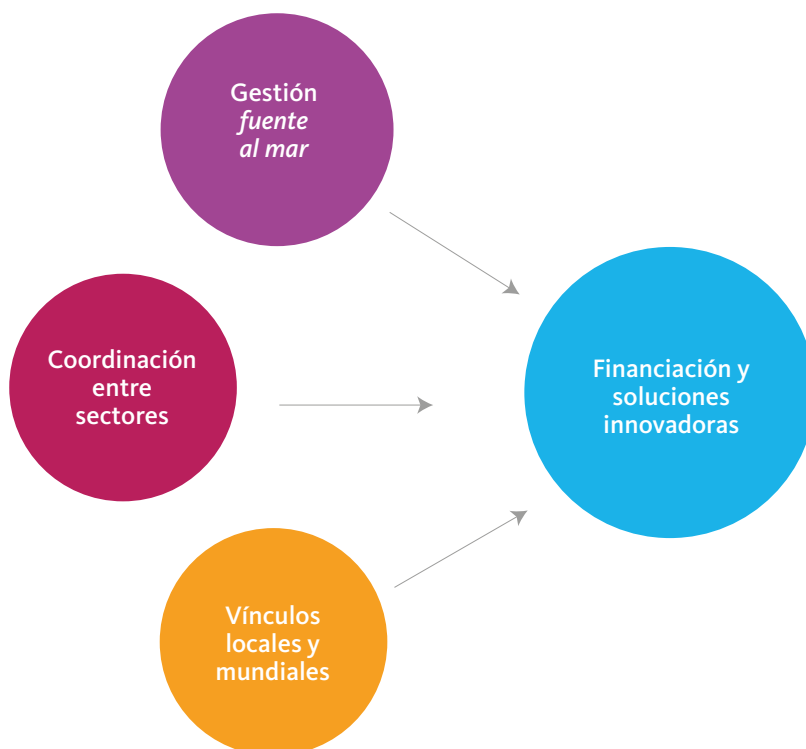 Gestión
fuente
al mar
Coordinación
entre
sectores
Financiación y
soluciones
innovadoras
Vínculos
locales y
mundiales